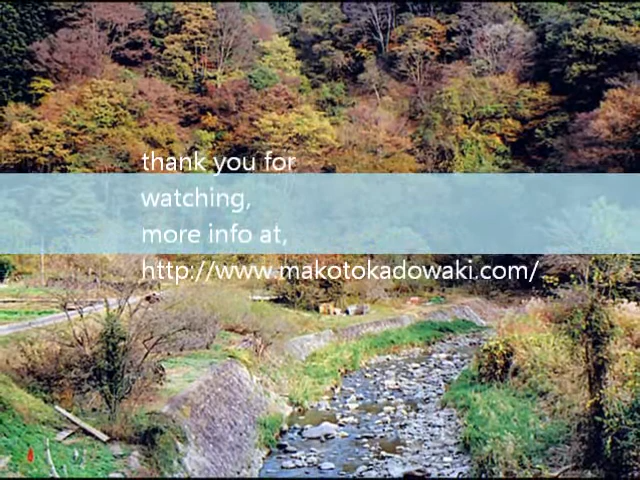 thank you for
watching,
more info at,
http://www.makotokadowaki.com/